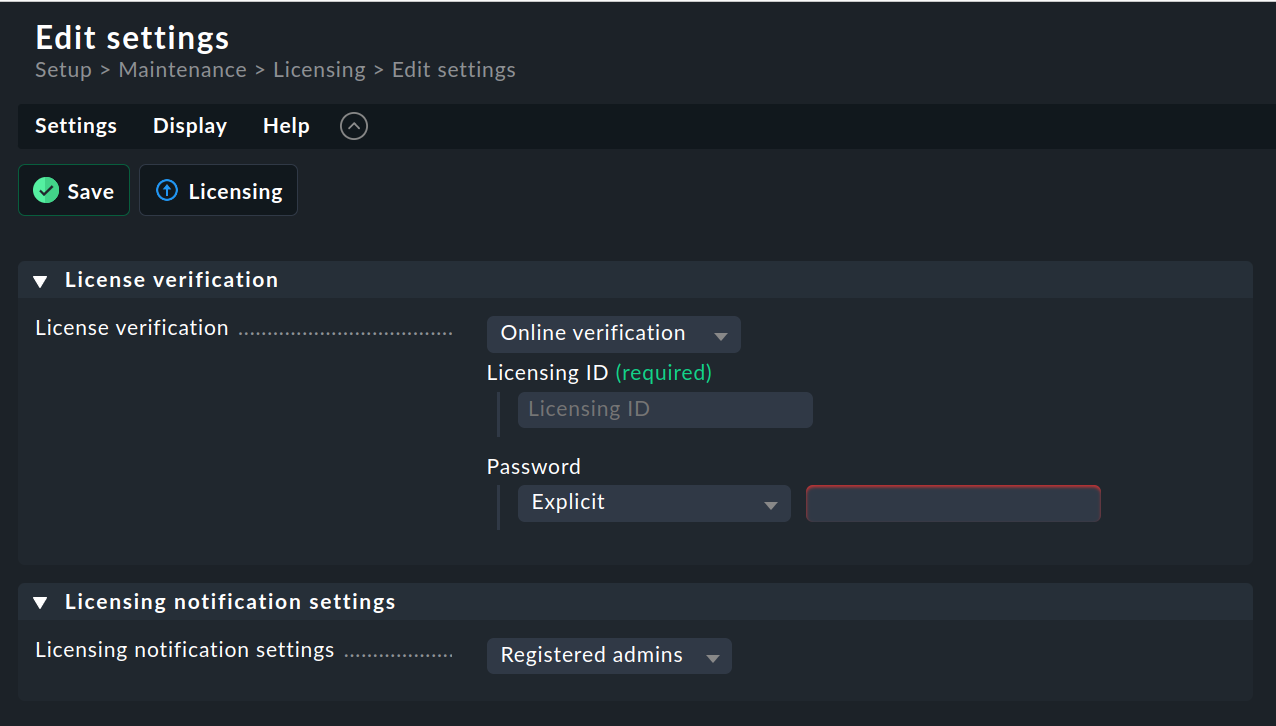 Edit settings
Setup > Maintenance > Licensing > Edit settings
Settings Display Help
Save Licensing
License verification
License verification Online verification
Licensing ID (required)
Licensing ID
Password
Explicit
Licensing notification settings
Licensing notification settings Registered admins